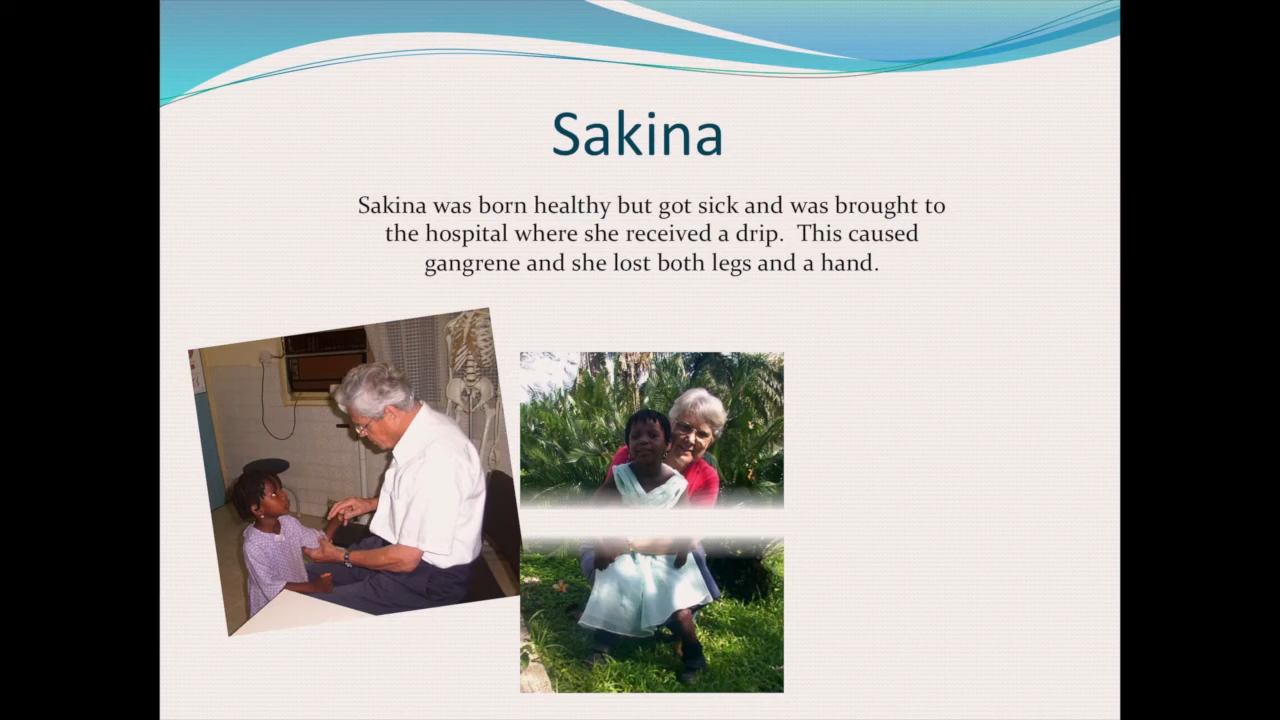 Sakina
Sakina was born healthy but got sick and was brought to
the hospital where she received a drip.  This caused
gangrene and she lost both legs and a hand.